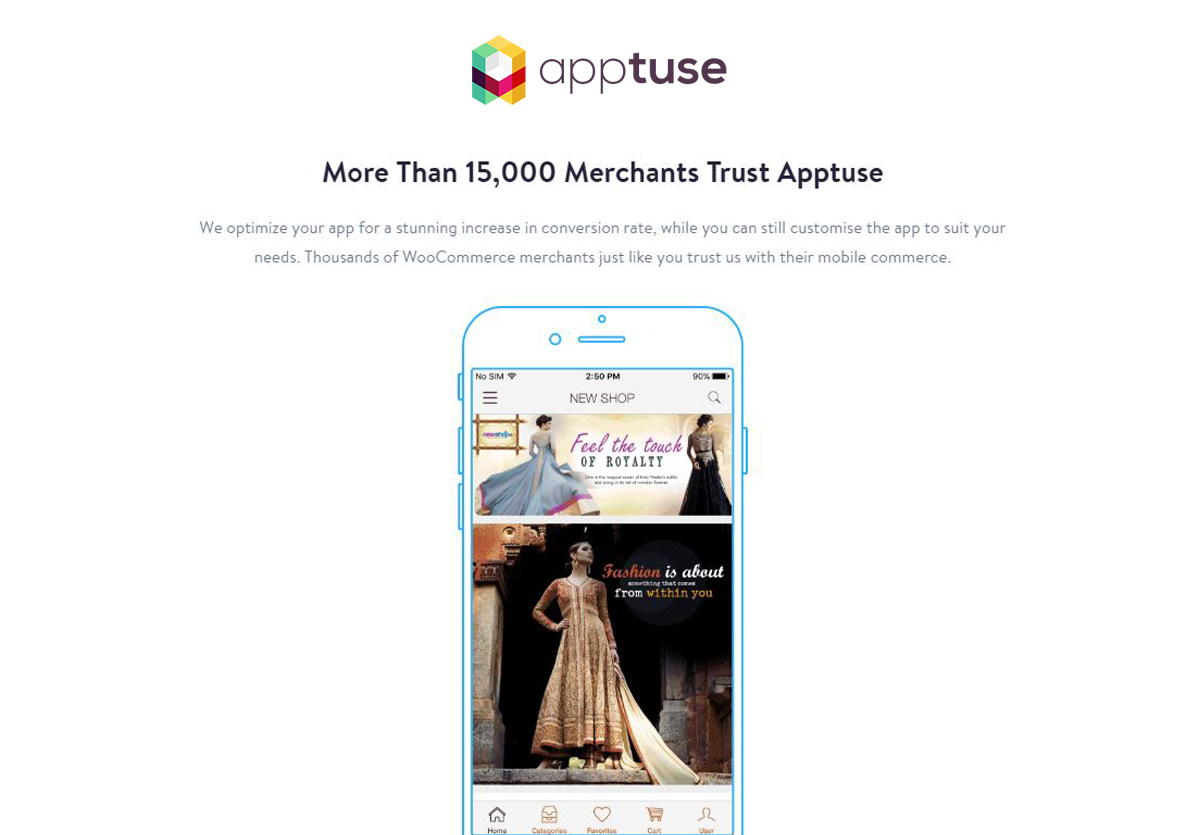 apptuse
More Than 15,000 Merchants Trust Apptuse
We optimize your app for a stunning increase in conversion rate, while you can still customise the app to suit your
needs. Thousands of WooCommerce merchants just like you trust us with their mobile commerce.
No SIM 2:50 PM 90%
NEW SHOP
Feel the touch
OF ROYALTY
Fashion is about
something that comes
from within you
Home Categories Favorites Cart User